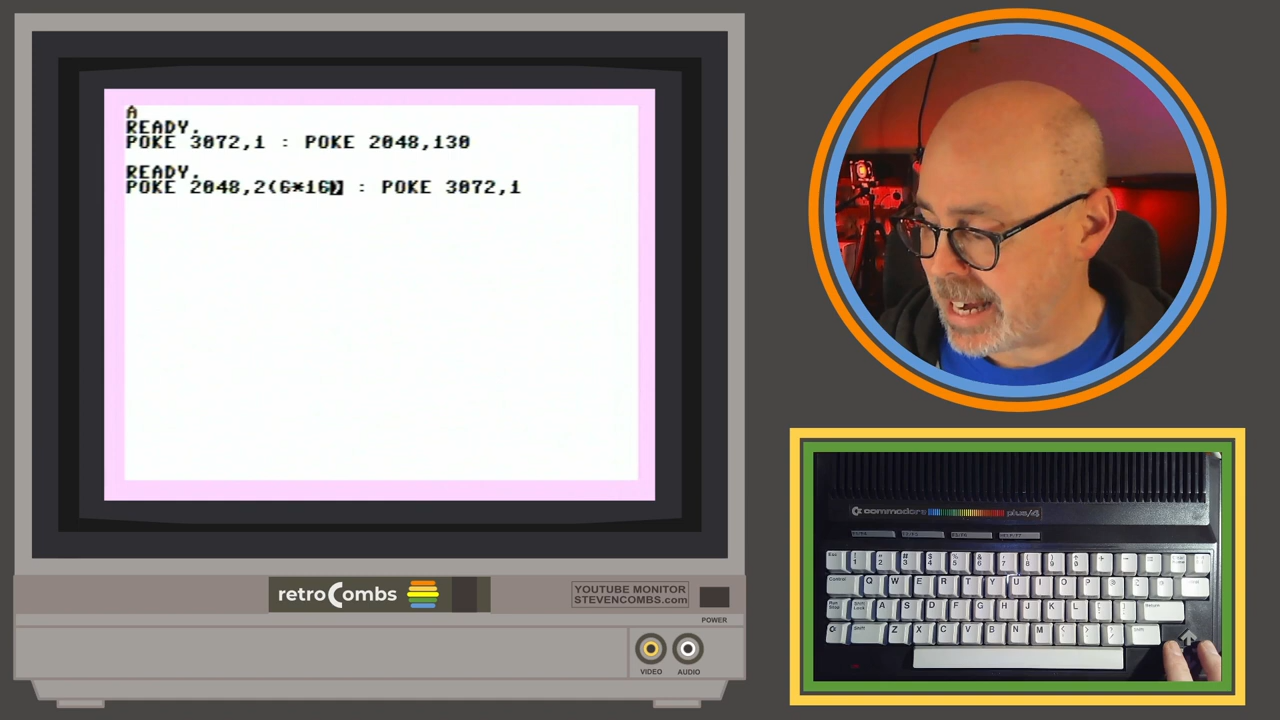 A
READY.
POKE 3072,1 : POKE 2048,130
READY.
POKE 2048,2(6*16) : POKE 3072,1
retroCombs
YOUTUBE MONITOR
STEVENCOMBS.com
POWER
VIDEO
AUDIO
commodore plus/4
Q W E R T Y U I O P
A S D F G H J K L
Z X C V B N M